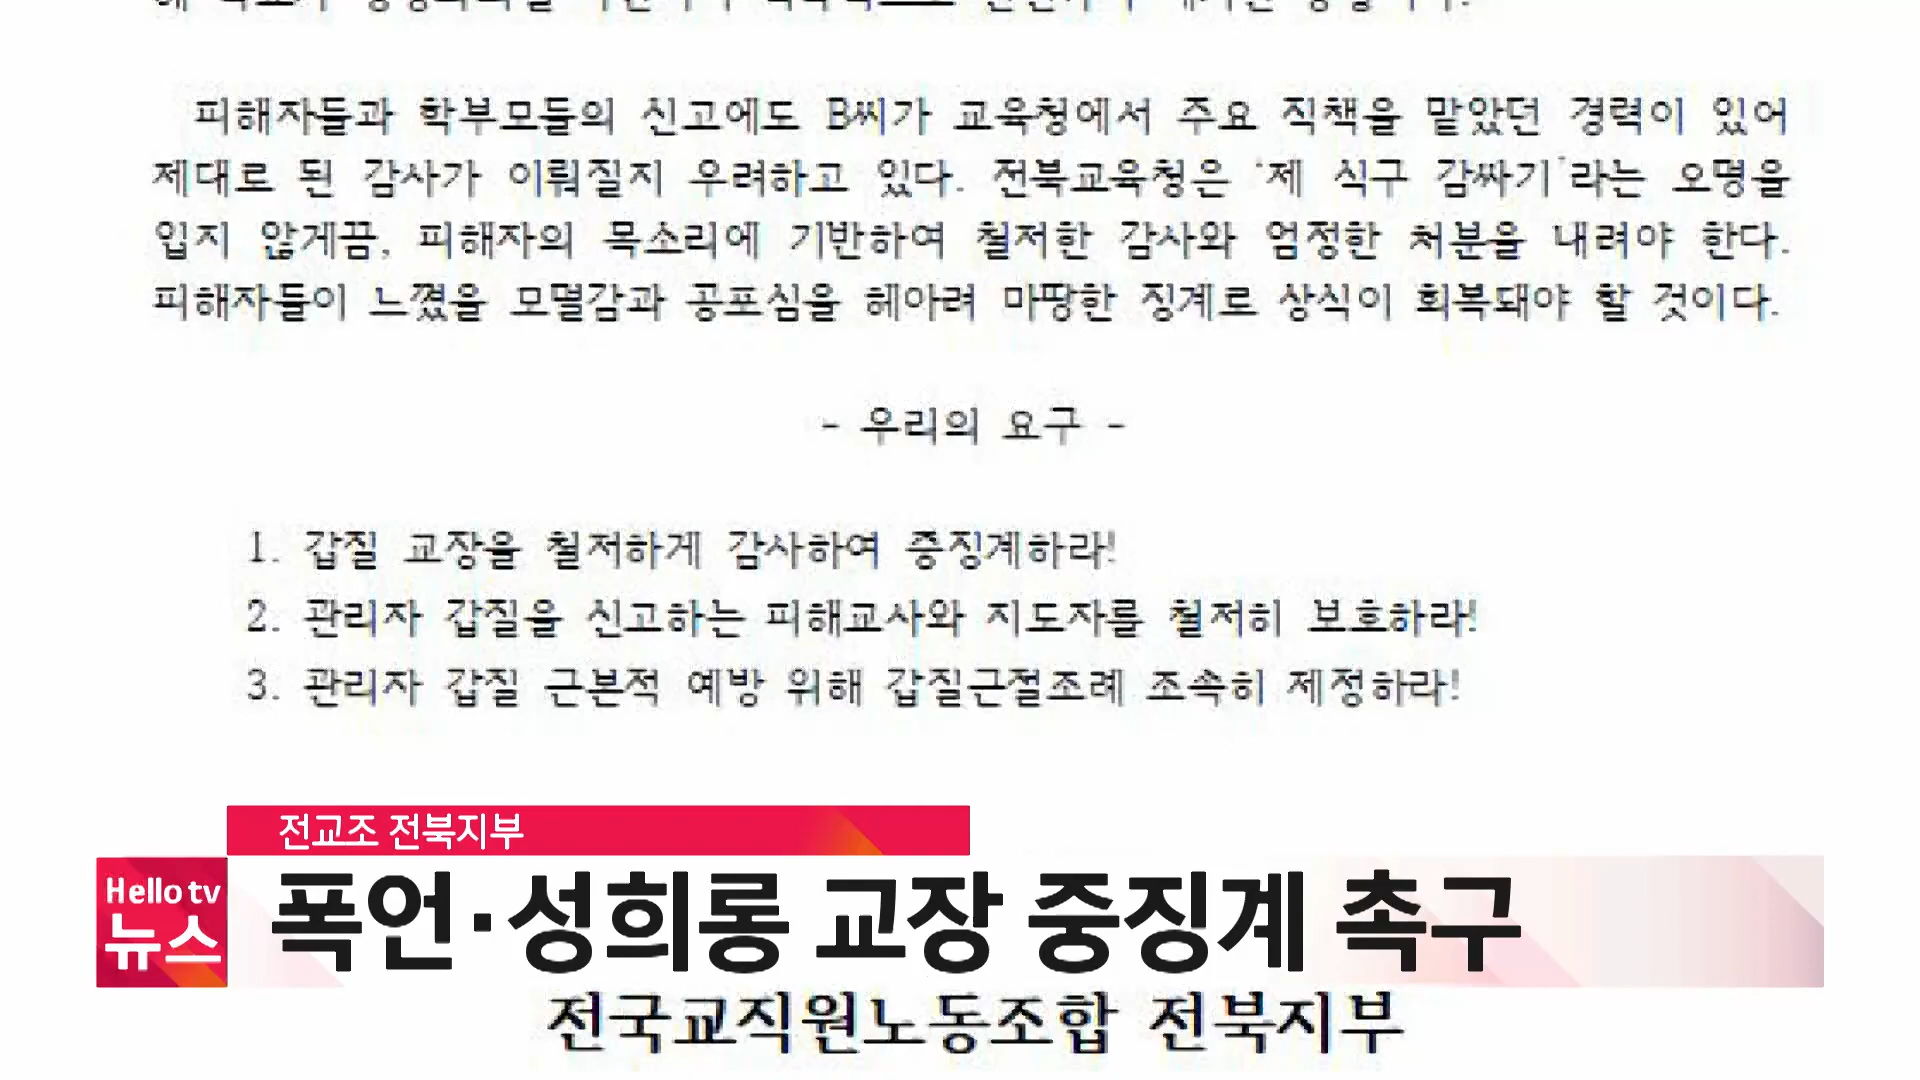 피해자들과 학부모들의 신고에도 B씨가 교육청에서 주요 직책을 맡았던 경력이 있어
제대로 된 감사가 이뤄질지 우려하고 있다. 전북교육청은 '제 식구 감싸기'라는 오명을
입지 않게끔, 피해자의 목소리에 기반하여 철저한 감사와 엄정한 처분을 내려야 한다.
피해자들이 느꼈을 모멸감과 공포심을 헤아려 마땅한 징계로 상식이 회복돼야 할 것이다.
- 우리의 요구 -
1. 갑질 교장을 철저하게 감사하여 중징계하라!
2. 관리자 갑질을 신고하는 피해교사와 지도자를 철저히 보호하라!
3. 관리자 갑질 근본적 예방 위해 갑질근절조례 조속히 제정하라!
전교조 전북지부
Hello tv
뉴스
폭언·성희롱 교장 중징계 촉구
전국교직원노동조합 전북지부